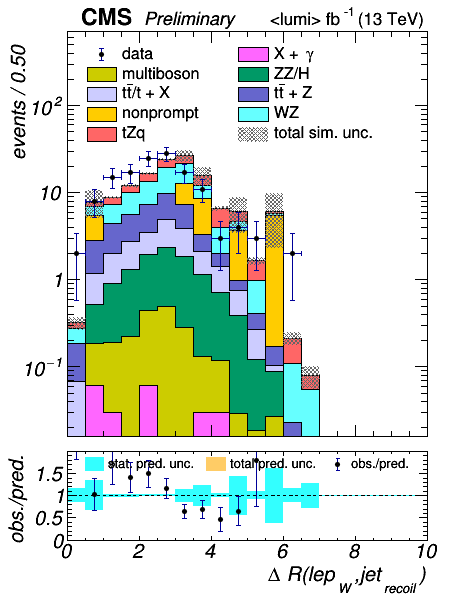 CMS Preliminary <lumi> fb⁻¹ (13 TeV)
events / 0.50
data X + γ
multiboson ZZ/H
tt̄/t + X tt̄ + Z
nonprompt WZ
tZq total sim. unc.
10²
10
1
10⁻¹
obs./pred.
stat. pred. unc. total pred. unc. obs./pred.
1.5
1
0.5
0
0 2 4 6 8 10
Δ R(lep_W,jet_recoil)